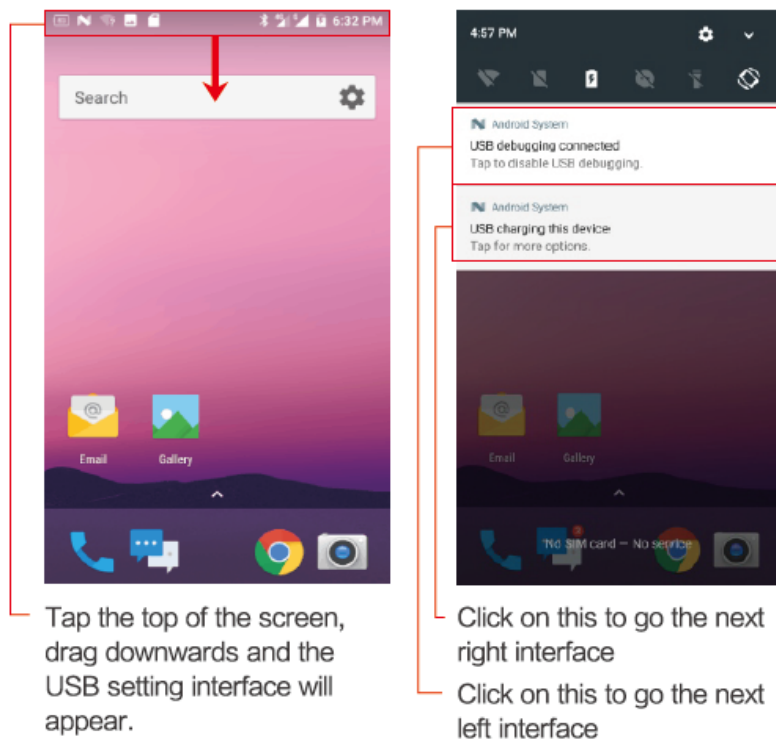 6:32 PM
Search
Email
Gallery
Tap the top of the screen,
drag downwards and the
USB setting interface will
appear.
4:57 PM
Android System
USB debugging connected
Tap to disable USB debugging.
Android System
USB charging this device
Tap for more options.
Email
Gallery
No SIM card — No service
Click on this to go the next
right interface
Click on this to go the next
left interface